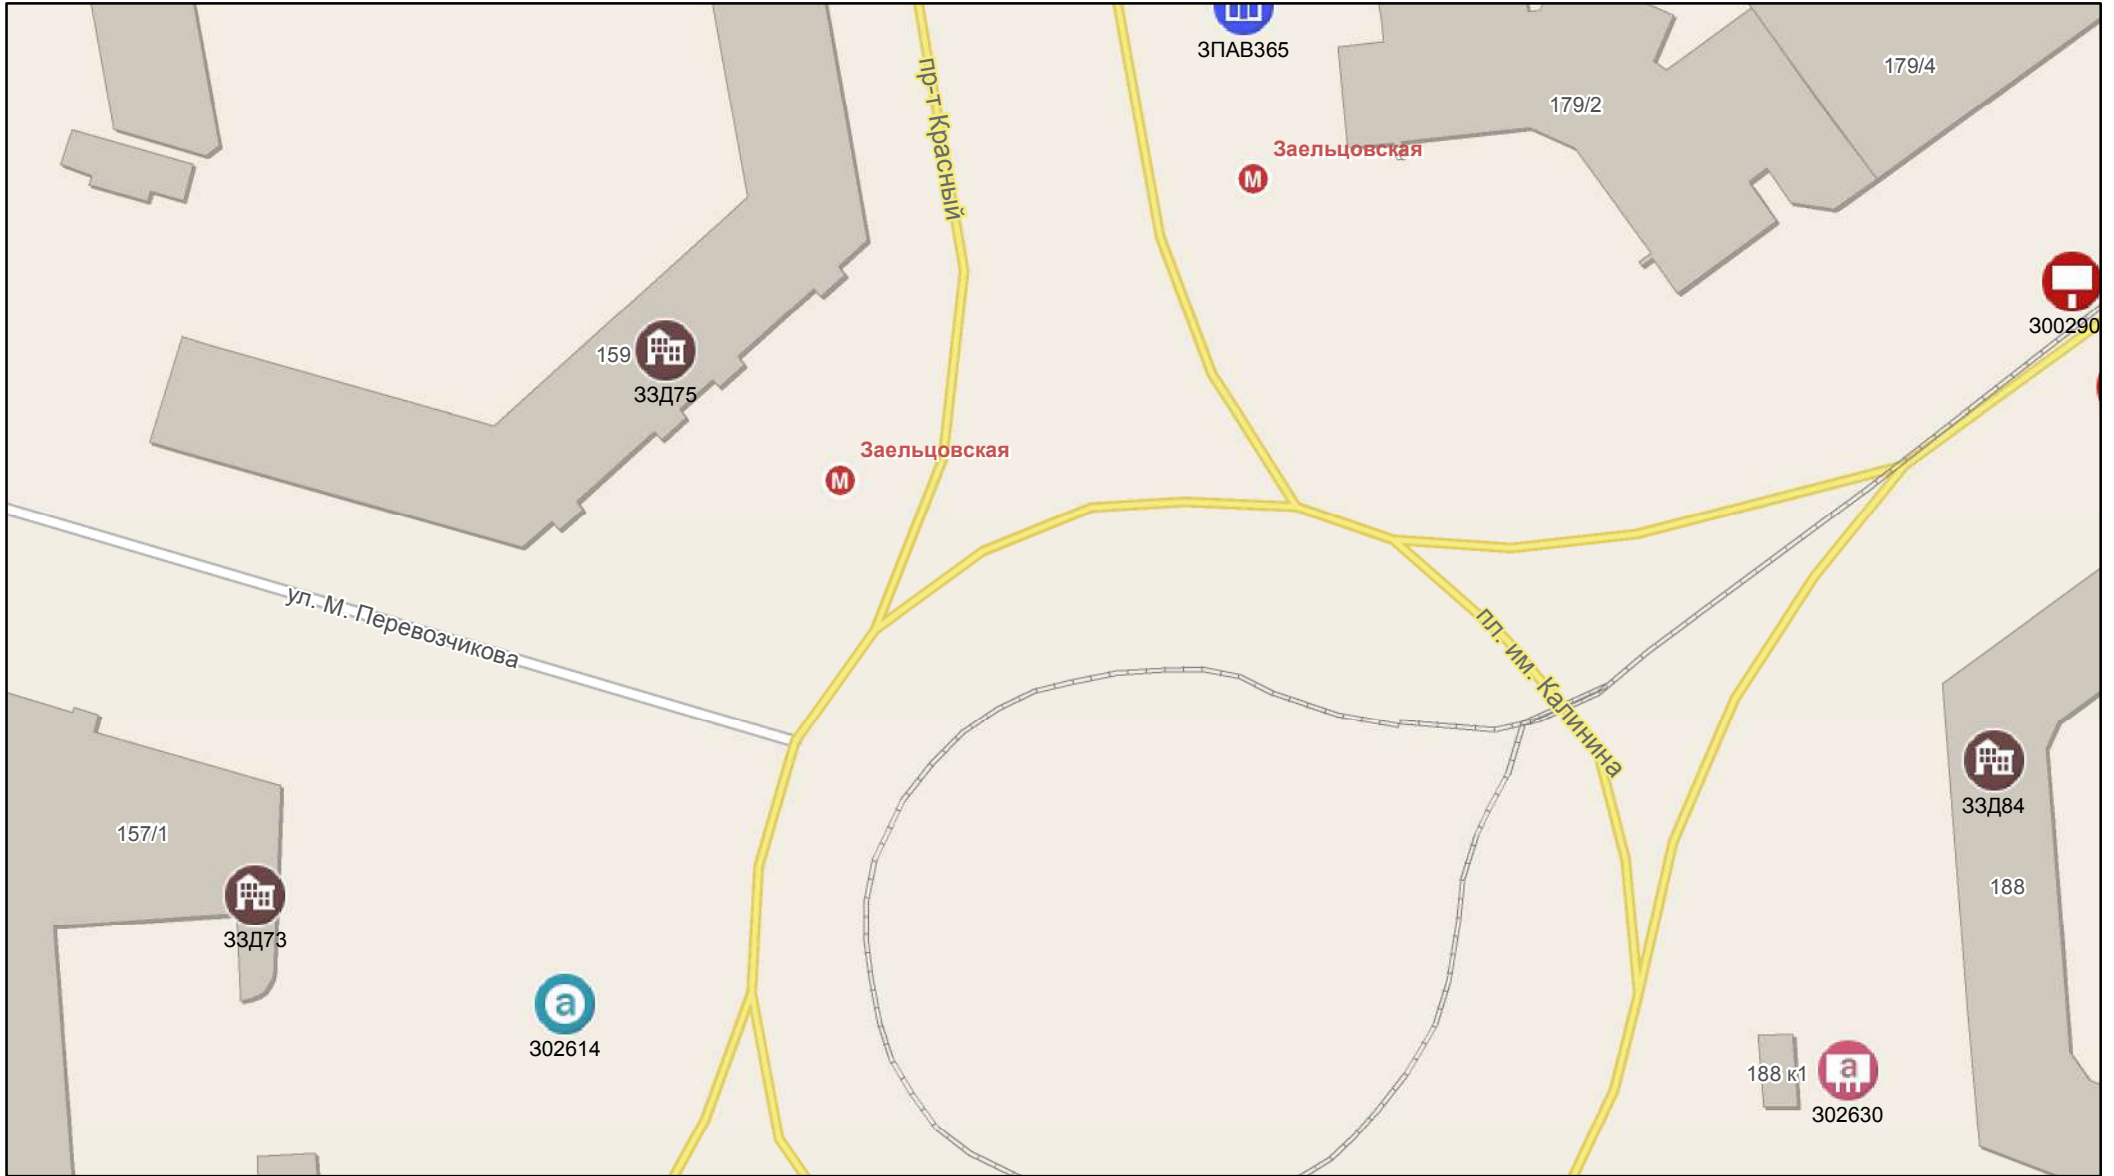 ЗПАВ365
179/4
179/2
пр-т Красный
Заельцовская
М
300290
159
ЗЗД75
Заельцовская
М
ул. М. Перевозчикова
пл. им. Калинина
157/1
ЗЗД84
188
ЗЗД73
a
302614
188 к1
a
302630